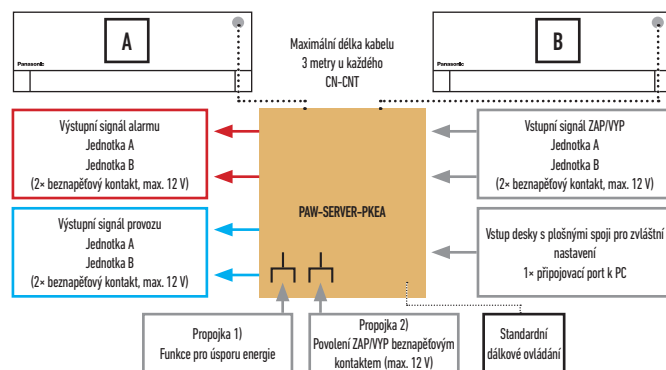 A
Panasonic
Maximální délka kabelu
3 metry u každého
CN-CNT
B
Panasonic
Výstupní signál alarmu
Jednotka A
Jednotka B
(2× beznapěťový kontakt, max. 12 V)
Výstupní signál provozu
Jednotka A
Jednotka B
(2× beznapěťový kontakt, max. 12 V)
PAW-SERVER-PKEA
Vstupní signál ZAP/VYP
Jednotka A
Jednotka B
(2× beznapěťový kontakt, max. 12 V)
Vstup desky s plošnými spoji pro zvláštní
nastavení
1× připojovací port k PC
Propojka 1)
Funkce pro úsporu energie
Propojka 2)
Povolení ZAP/VYP beznapěťovým
kontaktem (max. 12 V)
Standardní
dálkové ovládání